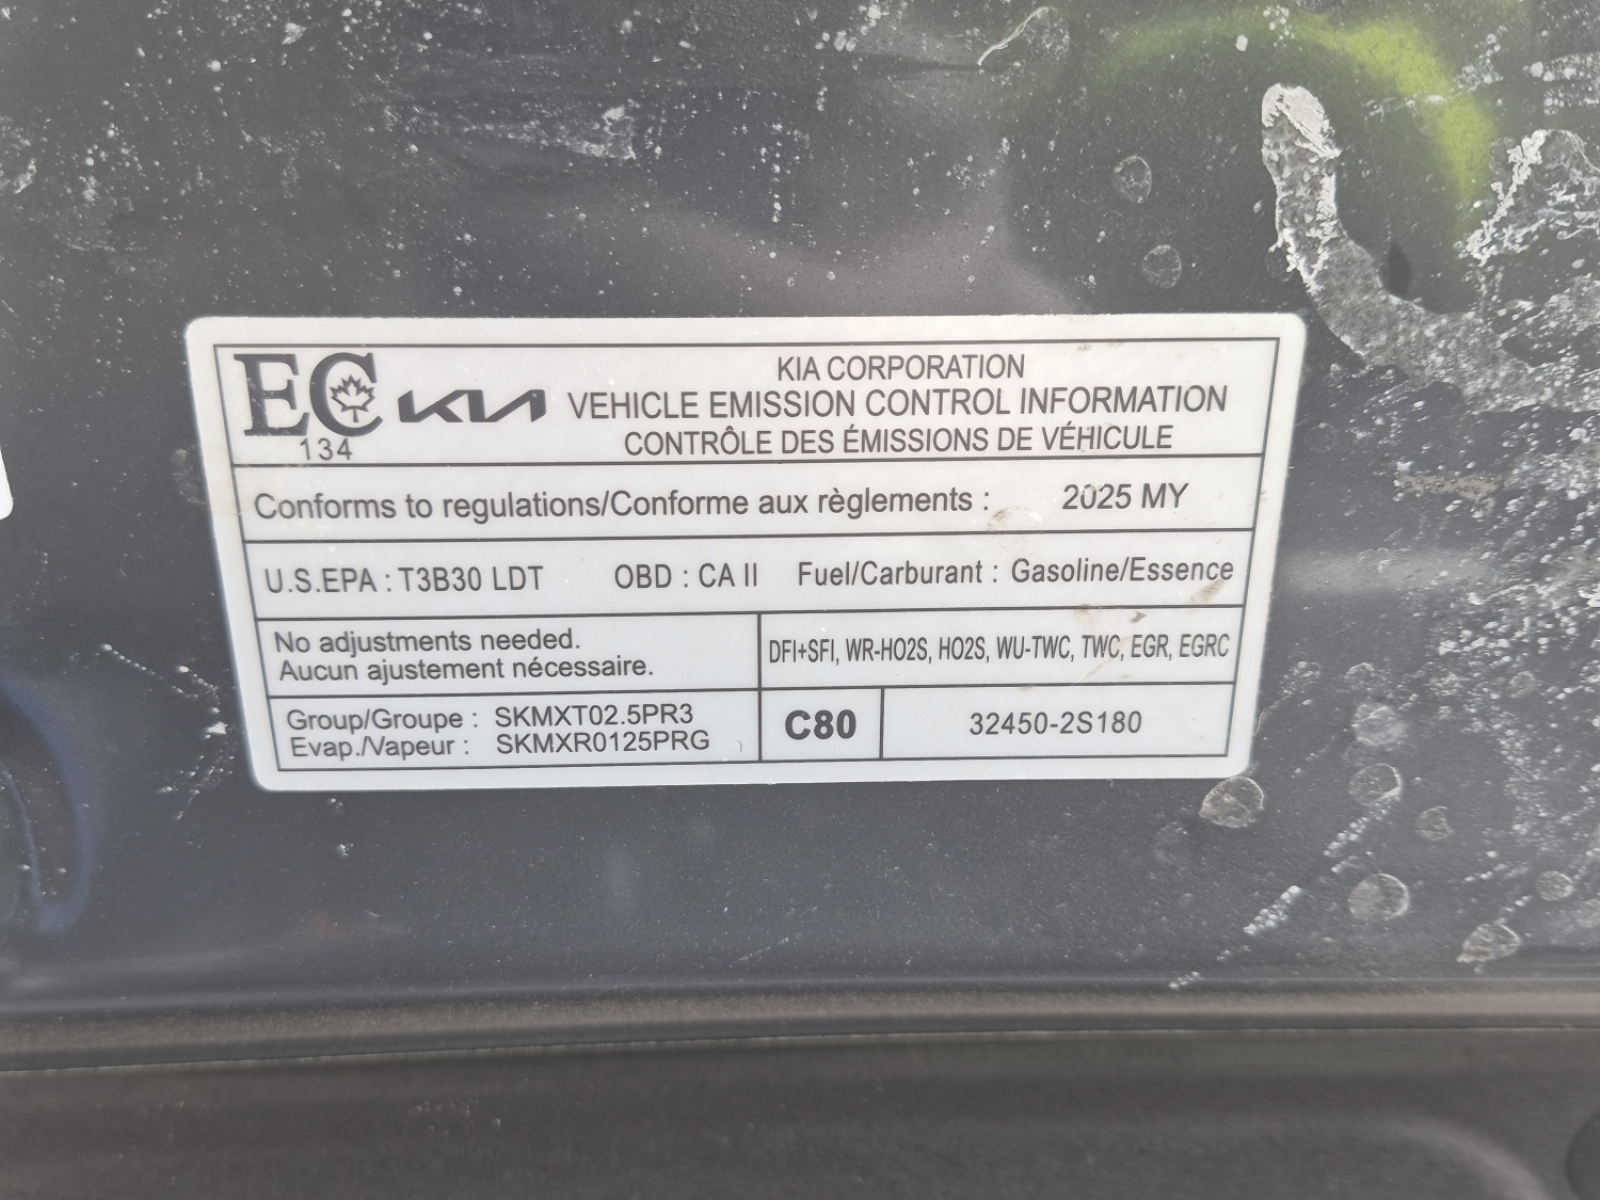 EC KIA KIA CORPORATION
VEHICLE EMISSION CONTROL INFORMATION
134 CONTRÔLE DES ÉMISSIONS DE VÉHICULE
Conforms to regulations/Conforme aux règlements : 2025 MY
U.S.EPA : T3B30 LDT OBD : CA II Fuel/Carburant : Gasoline/Essence
No adjustments needed.
Aucun ajustement nécessaire.
DFI+SFI, WR-HO2S, HO2S, WU-TWC, TWC, EGR, EGRC
Group/Groupe : SKMXT02.5PR3
Evap./Vapeur : SKMXR0125PRG
C80
32450-2S180